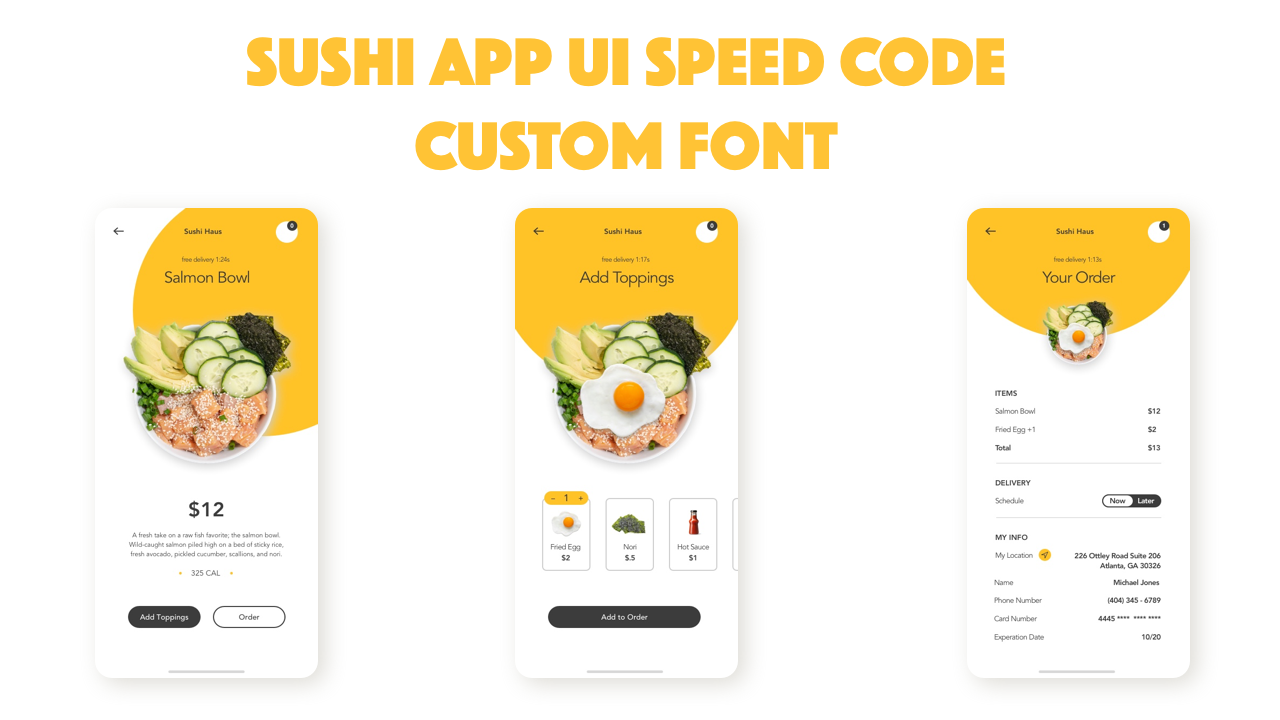 SUSHI APP UI SPEED CODE
CUSTOM FONT
Sushi Haus
0
free delivery 1:24s
Salmon Bowl
$12
A fresh take on a raw fish favorite; the salmon bowl.
Wild-caught salmon piled high on a bed of sticky rice,
fresh avocado, pickled cucumber, scallions, and nori.
• 325 CAL •
Add Toppings
Order
Sushi Haus
0
free delivery 1:17s
Add Toppings
– 1 +
Fried Egg
$2
Nori
$.5
Hot Sauce
$1
Add to Order
Sushi Haus
1
free delivery 1:13s
Your Order
ITEMS
Salmon Bowl $12
Fried Egg +1 $2
Total $13
DELIVERY
Schedule Now Later
MY INFO
My Location 226 Ottley Road Suite 206
Atlanta, GA 30326
Name Michael Jones
Phone Number (404) 345 - 6789
Card Number 4445 **** **** ****
Experation Date 10/20